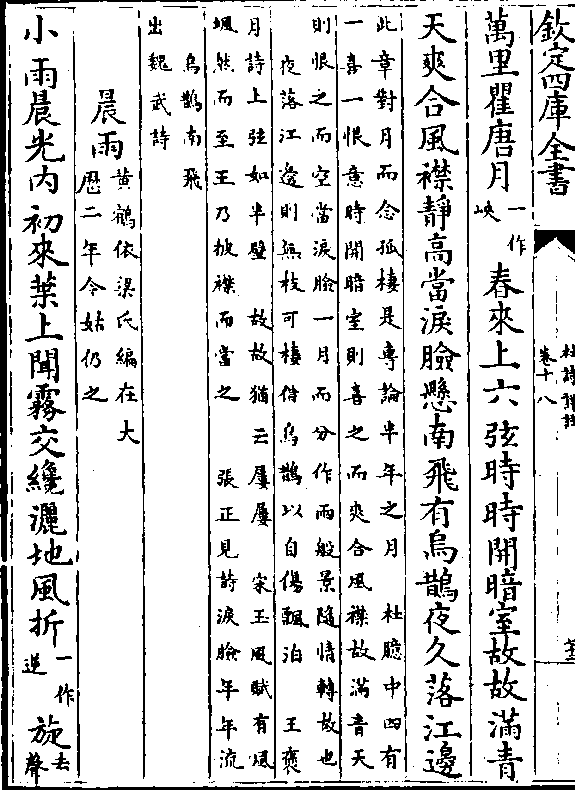 欽定四庫全書
杜詩詳註
卷十八
萬里瞿唐月一作峽春來上六弦時時開暗室故故滿青
天爽合風襟靜高當淚臉懸南飛有烏鵲夜久落江邊
此章對月而念孤棲是專論半年之月 杜臆中四有
一喜一恨意時開暗室則喜之而爽合風襟故滿青天
則恨之而空當淚臉一月而分作兩般景隨情轉故也
夜落江邊則無枝可棲借烏鵲以自傷飄泊 王褒
月詩上弦如半璧 故故猶云屢屢 宋玉風賦有風
颯然而至王乃披襟而當之 張正見詩淚臉年年流
烏鵲南飛
出魏武詩
晨雨 黃鶴依梁氏編在大
歷二年今姑仍之
小雨晨光內初來葉上聞霧交纔灑地風折一作逆旋去聲